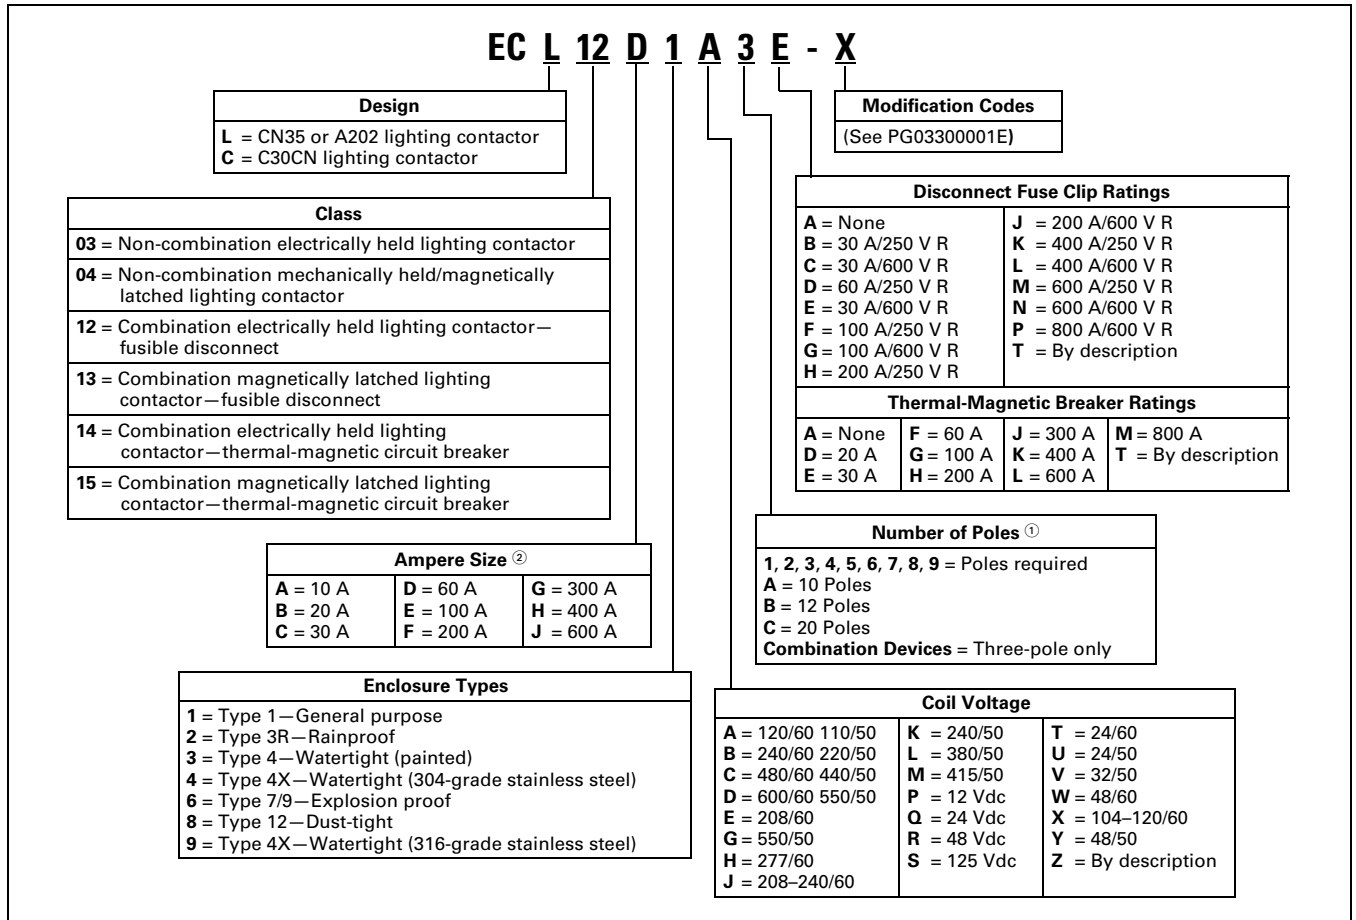 EC L 12 D 1 A 3 E - X
Design
L = CN35 or A202 lighting contactor
C = C30CN lighting contactor
Modification Codes
(See PG03300001E)
Class
03 = Non-combination electrically held lighting contactor
04 = Non-combination mechanically held/magnetically
latched lighting contactor
12 = Combination electrically held lighting contactor—
fusible disconnect
13 = Combination magnetically latched lighting
contactor—fusible disconnect
14 = Combination electrically held lighting
contactor—thermal-magnetic circuit breaker
15 = Combination magnetically latched lighting
contactor—thermal-magnetic circuit breaker
Disconnect Fuse Clip Ratings
A = None
B = 30 A/250 V R
C = 30 A/600 V R
D = 60 A/250 V R
E = 30 A/600 V R
F = 100 A/250 V R
G = 100 A/600 V R
H = 200 A/250 V R
J = 200 A/600 V R
K = 400 A/250 V R
L = 400 A/600 V R
M = 600 A/250 V R
N = 600 A/600 V R
P = 800 A/600 V R
T = By description
Thermal-Magnetic Breaker Ratings
A = None
D = 20 A
E = 30 A
F = 60 A
G = 100 A
H = 200 A
J = 300 A
K = 400 A
L = 600 A
M = 800 A
T = By description
Ampere Size ②
A = 10 A
B = 20 A
C = 30 A
D = 60 A
E = 100 A
F = 200 A
G = 300 A
H = 400 A
J = 600 A
Number of Poles ①
1, 2, 3, 4, 5, 6, 7, 8, 9 = Poles required
A = 10 Poles
B = 12 Poles
C = 20 Poles
Combination Devices = Three-pole only
Enclosure Types
1 = Type 1—General purpose
2 = Type 3R—Rainproof
3 = Type 4—Watertight (painted)
4 = Type 4X—Watertight (304-grade stainless steel)
6 = Type 7/9—Explosion proof
8 = Type 12—Dust-tight
9 = Type 4X—Watertight (316-grade stainless steel)
Coil Voltage
A = 120/60 110/50
B = 240/60 220/50
C = 480/60 440/50
D = 600/60 550/50
E = 208/60
G = 550/50
H = 277/60
J = 208–240/60
K = 240/50
L = 380/50
M = 415/50
P = 12 Vdc
Q = 24 Vdc
R = 48 Vdc
S = 125 Vdc
T = 24/60
U = 24/50
V = 32/50
W = 48/60
X = 104–120/60
Y = 48/50
Z = By description